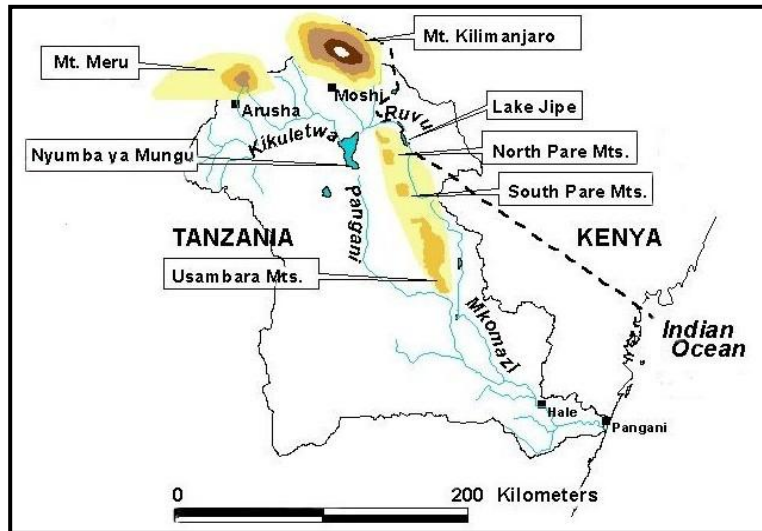 Mt. Kilimanjaro
Mt. Meru
Moshi
Arusha
Ruvu
Lake Jipe
Kikuletwa
Nyumba ya Mungu
North Pare Mts.
South Pare Mts.
Pangani
TANZANIA
KENYA
Usambara Mts.
Mkomazi
Indian
Ocean
Hale
Pangani
0 200 Kilometers